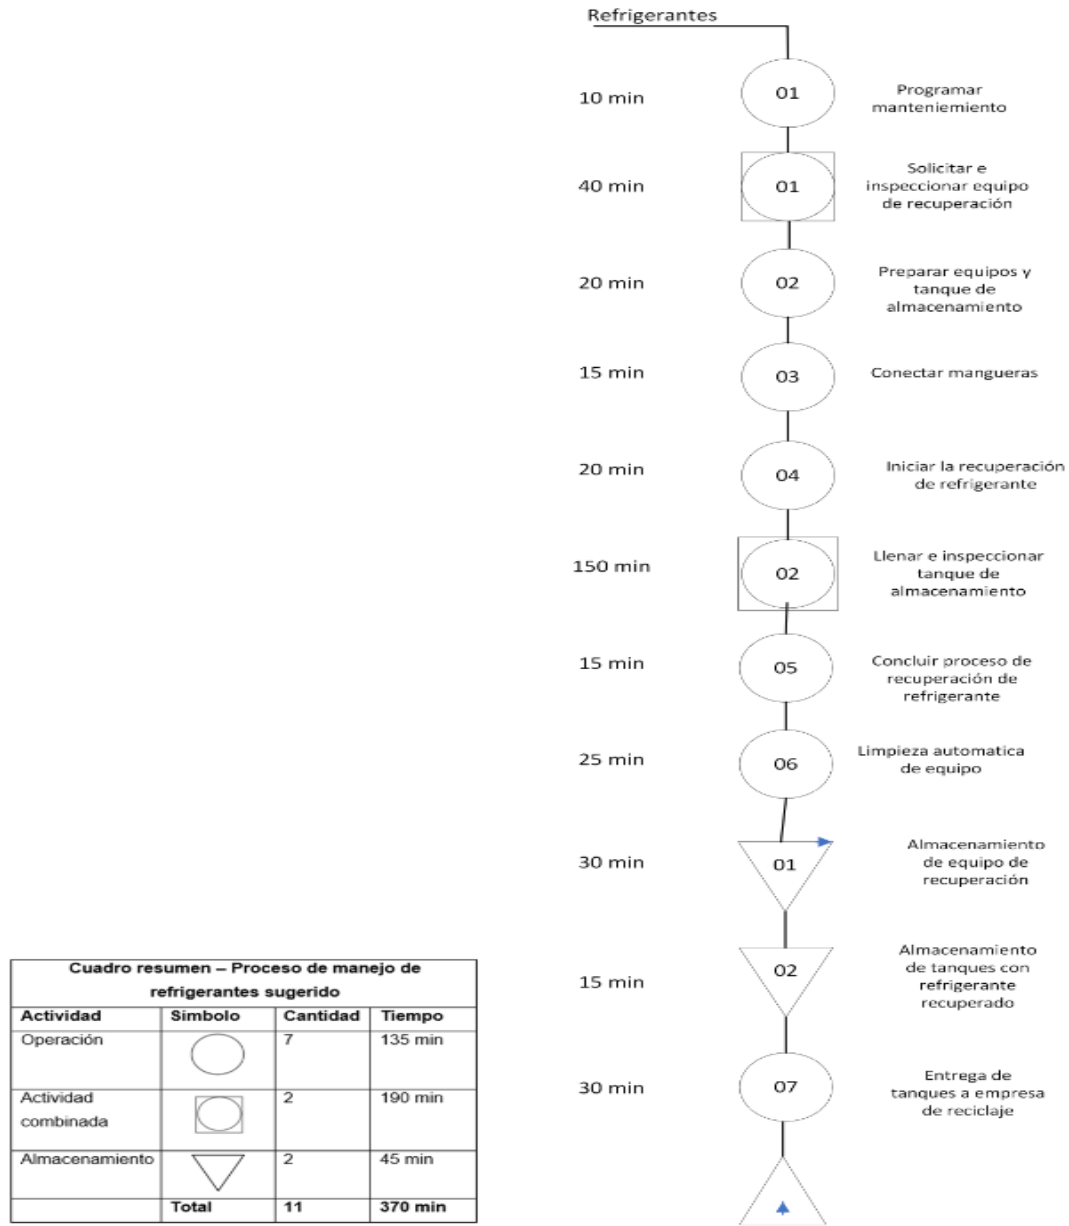 Refrigerantes
10 min
01
Programar
manteniemiento
40 min
01
Solicitar e
inspeccionar equipo
de recuperación
20 min
02
Preparar equipos y
tanque de
almacenamiento
15 min
03
Conectar mangueras
20 min
04
Iniciar la recuperación
de refrigerante
150 min
02
Llenar e inspeccionar
tanque de
almacenamiento
15 min
05
Concluir proceso de
recuperación de
refrigerante
25 min
06
Limpieza automatica
de equipo
30 min
01
Almacenamiento
de equipo de
recuperación
15 min
02
Almacenamiento
de tanques con
refrigerante
recuperado
30 min
07
Entrega de
tanques a empresa
de reciclaje
Cuadro resumen – Proceso de manejo de
refrigerantes sugerido
Actividad Símbolo Cantidad Tiempo
Operación 7 135 min
Actividad
combinada 2 190 min
Almacenamiento 2 45 min
Total 11 370 min